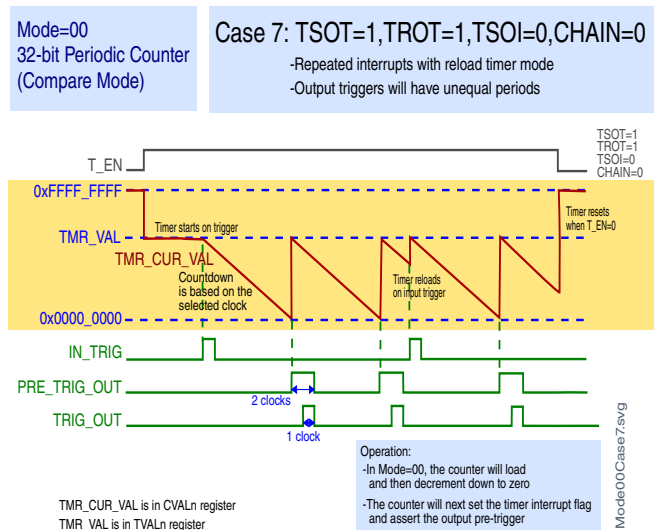 Mode=00
32-bit Periodic Counter
(Compare Mode)
Case 7: TSOT=1,TROT=1,TSOI=0,CHAIN=0
-Repeated interrupts with reload timer mode
-Output triggers will have unequal periods
TSOT=1
TROT=1
TSOI=0
CHAIN=0
T_EN
0xFFFF_FFFF
Timer starts on trigger
Timer resets
when T_EN=0
TMR_VAL
TMR_CUR_VAL
Countdown
is based on the
selected clock
Timer reloads
on input trigger
0x0000_0000
IN_TRIG
PRE_TRIG_OUT
2 clocks
TRIG_OUT
1 clock
Operation:
-In Mode=00, the counter will load
and then decrement down to zero
-The counter will next set the timer interrupt flag
and assert the output pre-trigger
TMR_CUR_VAL is in CVALn register
TMR_VAL is in TVALn register
Mode00Case7.svg